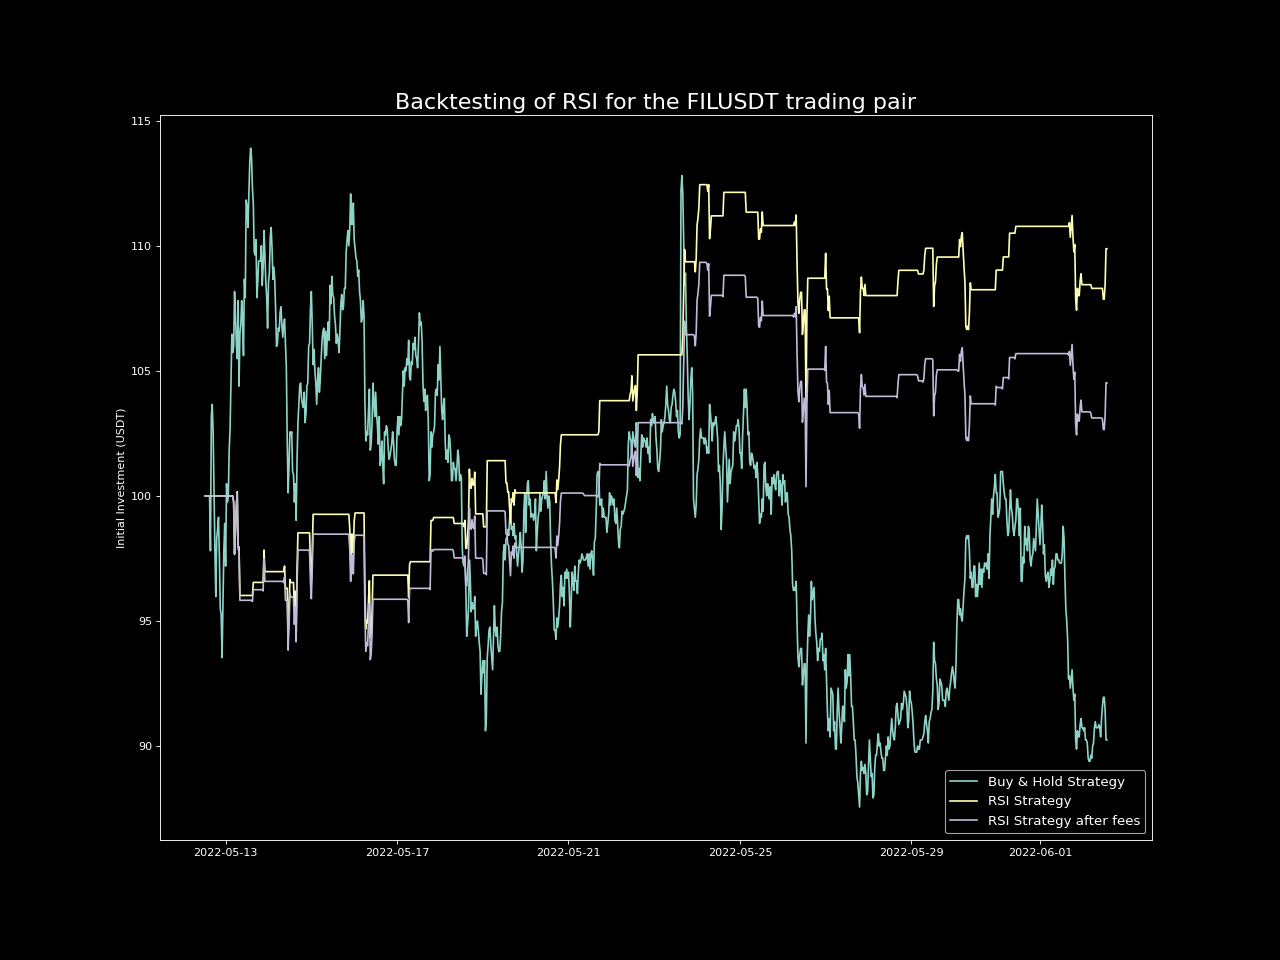 Backtesting of RSI for the FILUSDT trading pair
115
110
105
100
95
90
Initial Investment (USDT)
2022-05-13
2022-05-17
2022-05-21
2022-05-25
2022-05-29
2022-06-01
Buy & Hold Strategy
RSI Strategy
RSI Strategy after fees